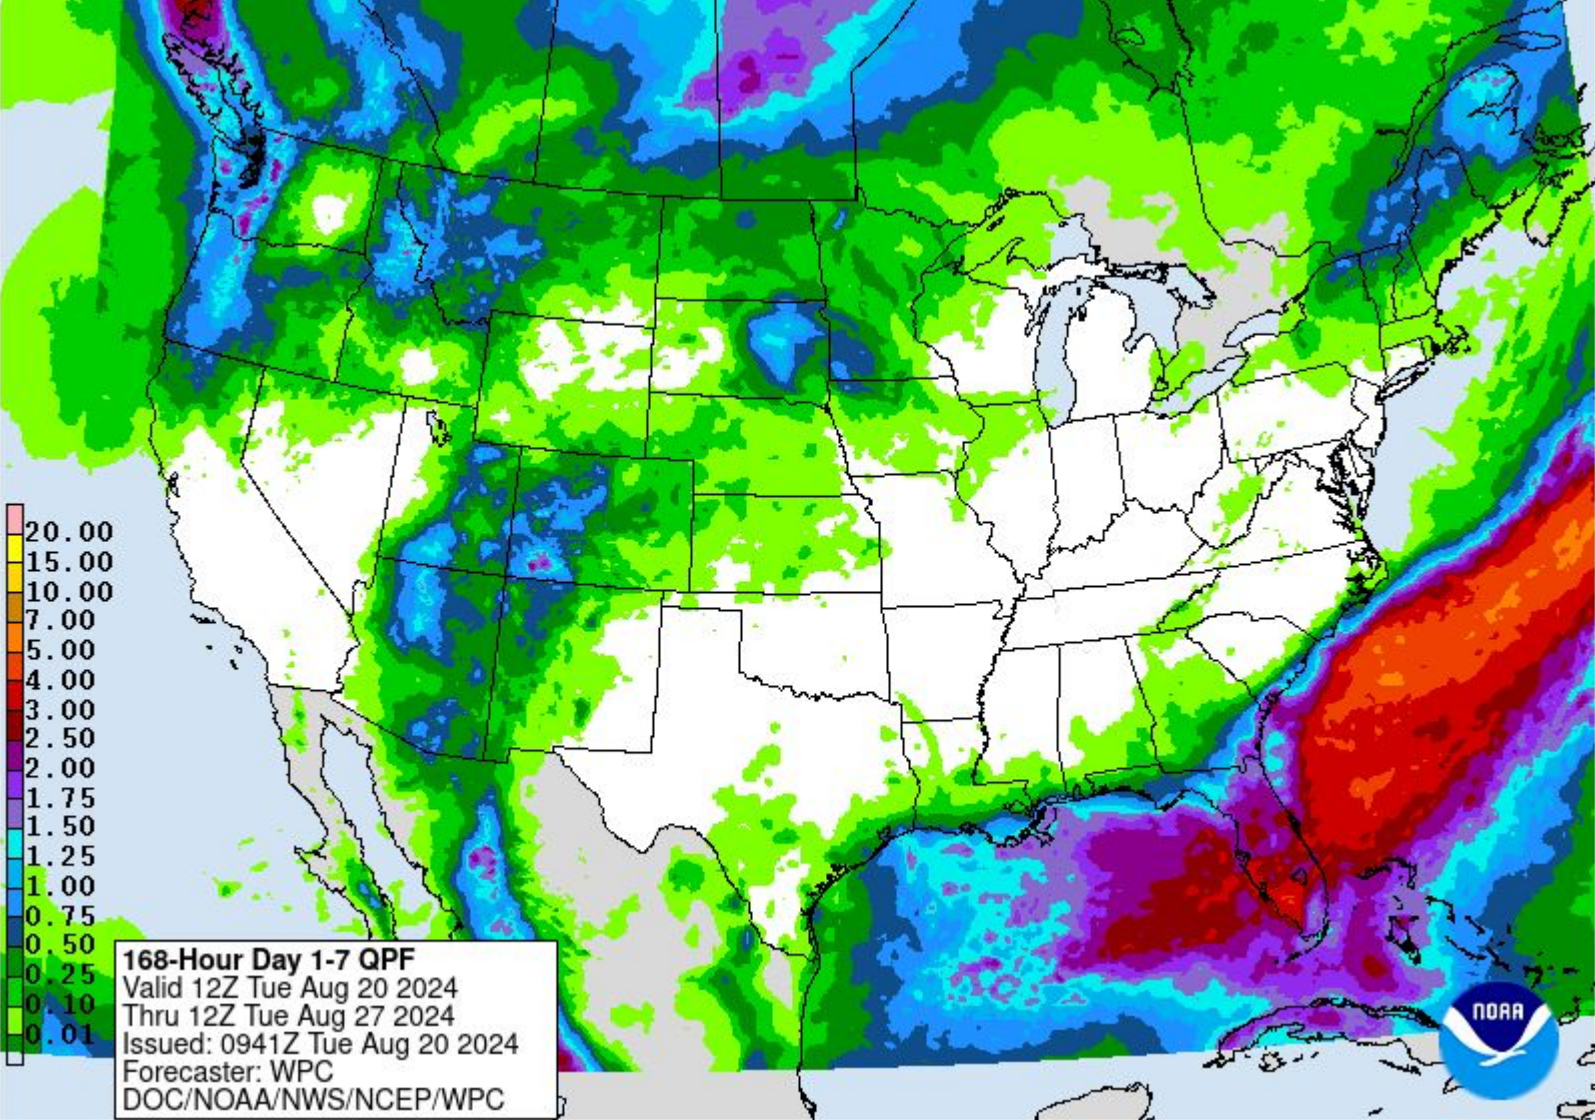 20.00
15.00
10.00
7.00
5.00
4.00
3.00
2.50
2.00
1.75
1.50
1.25
1.00
0.75
0.50
0.25
0.10
0.01
168-Hour Day 1-7 QPF
Valid 12Z Tue Aug 20 2024
Thru 12Z Tue Aug 27 2024
Issued: 0941Z Tue Aug 20 2024
Forecaster: WPC
DOC/NOAA/NWS/NCEP/WPC
NOAA